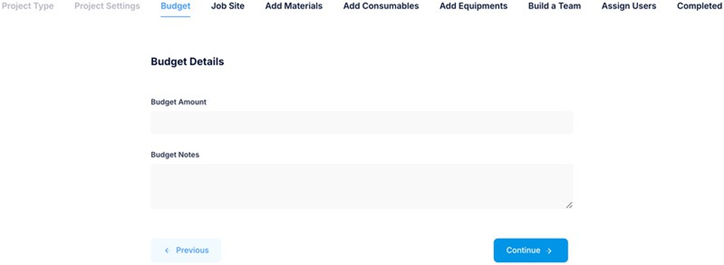 Project Type Project Settings Budget Job Site Add Materials Add Consumables Add Equipments Build a Team Assign Users Completed
Budget Details
Budget Amount
Budget Notes
Previous Continue